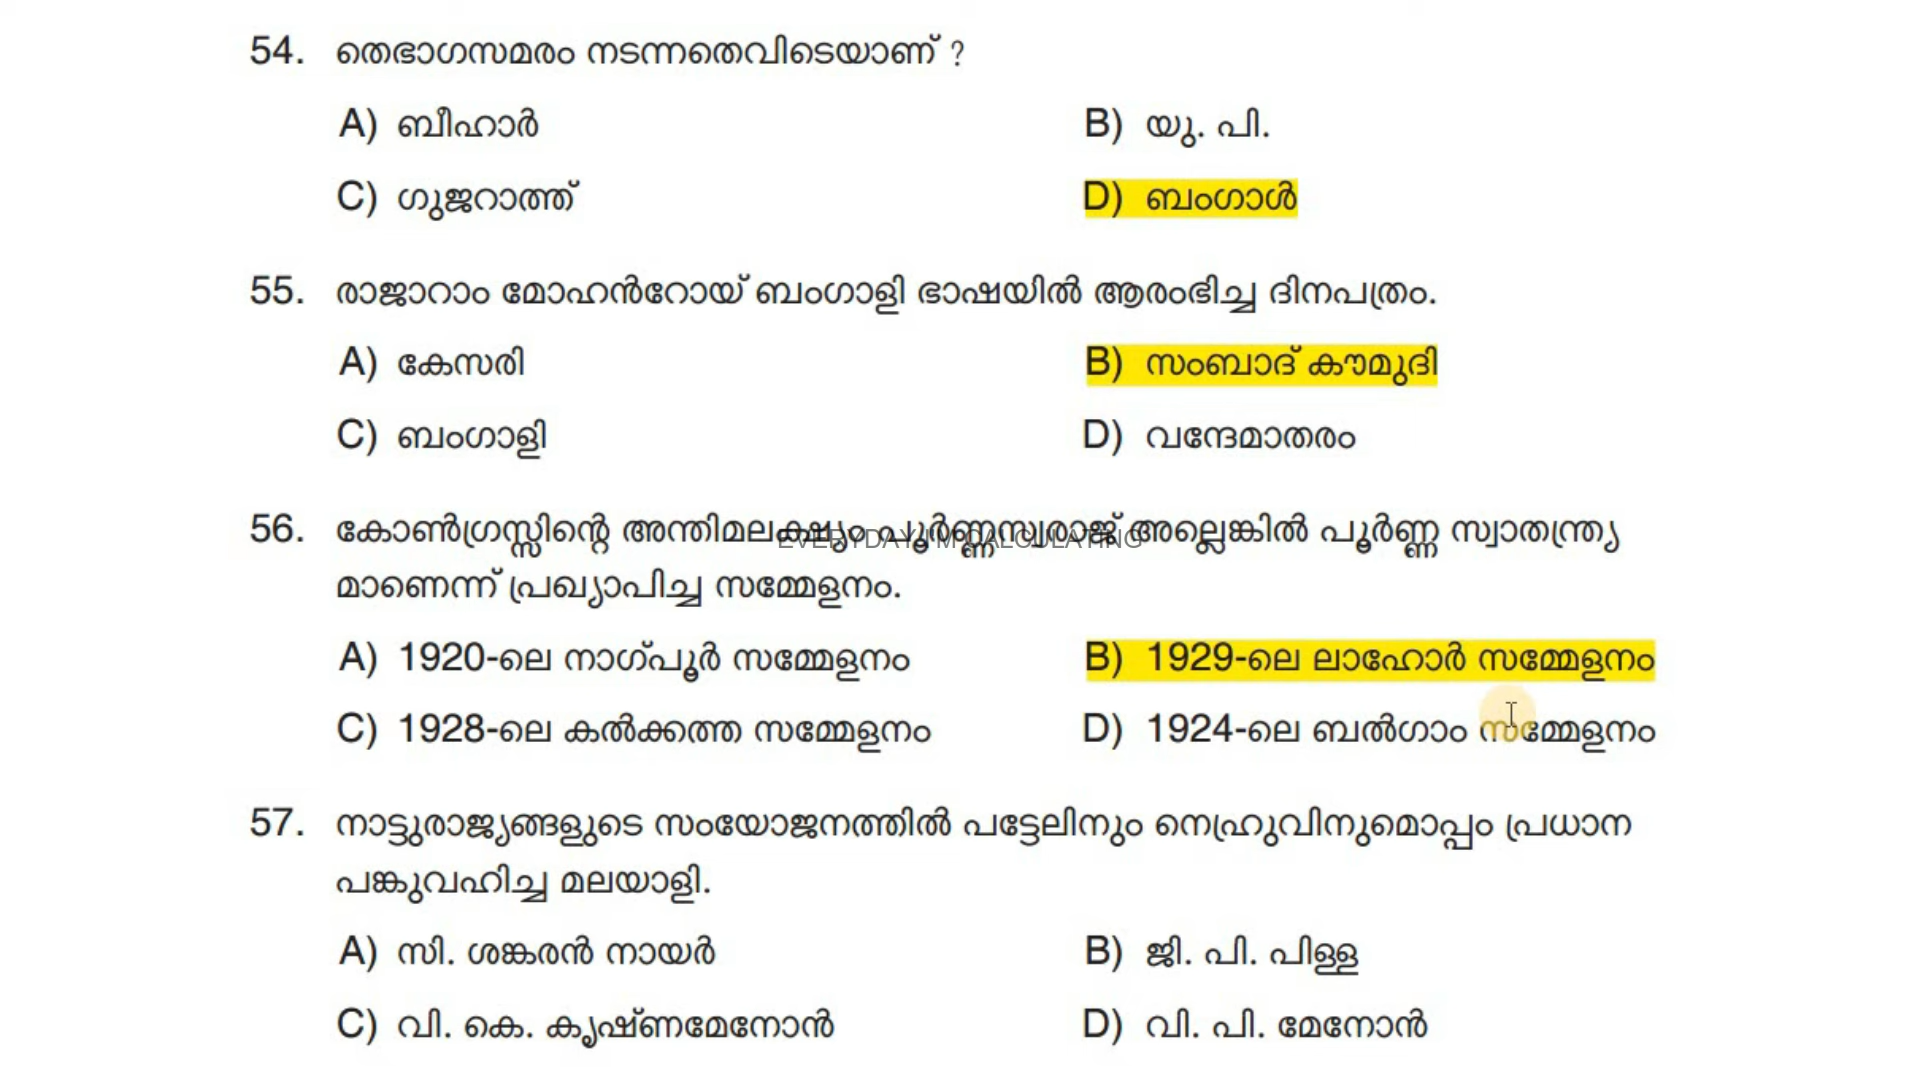 54. തെഭാഗസമരം നടന്നതെവിടെയാണ് ?
A) ബീഹാർ B) യു. പി.
C) ഗുജറാത്ത് D) ബംഗാൾ
55. രാജാറാം മോഹൻറോയ് ബംഗാളി ഭാഷയിൽ ആരംഭിച്ച ദിനപത്രം.
A) കേസരി B) സംബാദ് കൗമുദി
C) ബംഗാളി D) വന്ദേമാതരം
56. കോൺഗ്രസ്സിന്റെ അന്തിമലക്ഷ്യം പൂർണ്ണസ്വരാജ് അല്ലെങ്കിൽ പൂർണ്ണ സ്വാതന്ത്ര്യ
EVERYDAY I'M CALCULATING
മാണെന്ന് പ്രഖ്യാപിച്ച സമ്മേളനം.
A) 1920-ലെ നാഗ്പൂർ സമ്മേളനം B) 1929-ലെ ലാഹോർ സമ്മേളനം
C) 1928-ലെ കൽക്കത്ത സമ്മേളനം D) 1924-ലെ ബൽഗാം സമ്മേളനം
57. നാട്ടുരാജ്യങ്ങളുടെ സംയോജനത്തിൽ പട്ടേലിനും നെഹ്രുവിനുമൊപ്പം പ്രധാന
പങ്കുവഹിച്ച മലയാളി.
A) സി. ശങ്കരൻ നായർ B) ജി. പി. പിള്ള
C) വി. കെ. കൃഷ്ണമേനോൻ D) വി. പി. മേനോൻ